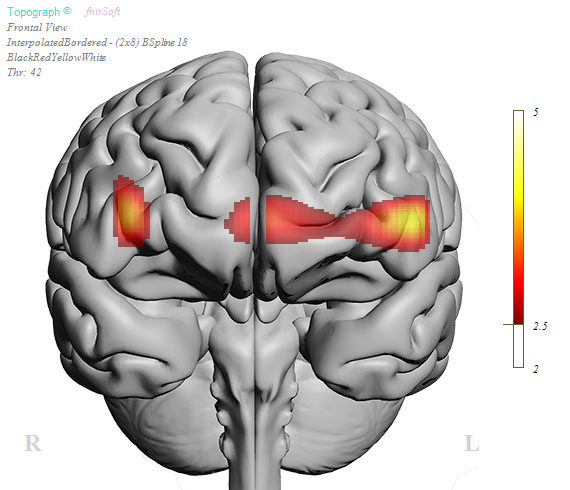 Topograph © fnirSoft
Frontal View
InterpolatedBordered - (2x8) BSpline 18
BlackRedYellowWhite
Thr: 42
5
2.5
2
R
L